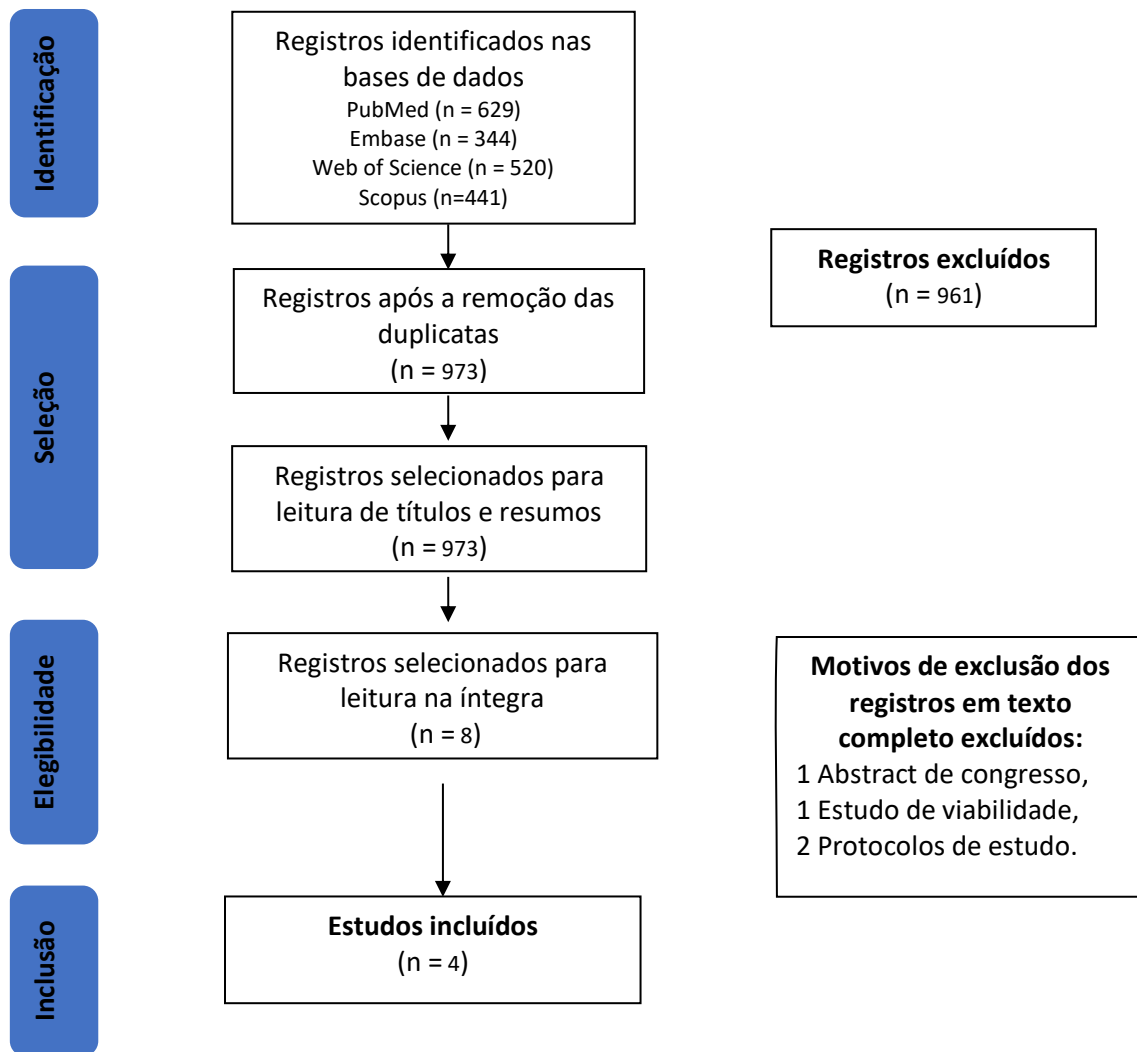 Identificação
Registros identificados nas
bases de dados
PubMed (n = 629)
Embase (n = 344)
Web of Science (n = 520)
Scopus (n=441)
Registros excluídos
(n = 961)
Seleção
Registros após a remoção das
duplicatas
(n = 973)
Registros selecionados para
leitura de títulos e resumos
(n = 973)
Elegibilidade
Registros selecionados para
leitura na íntegra
(n = 8)
Motivos de exclusão dos
registros em texto
completo excluídos:
1 Abstract de congresso,
1 Estudo de viabilidade,
2 Protocolos de estudo.
Inclusão
Estudos incluídos
(n = 4)